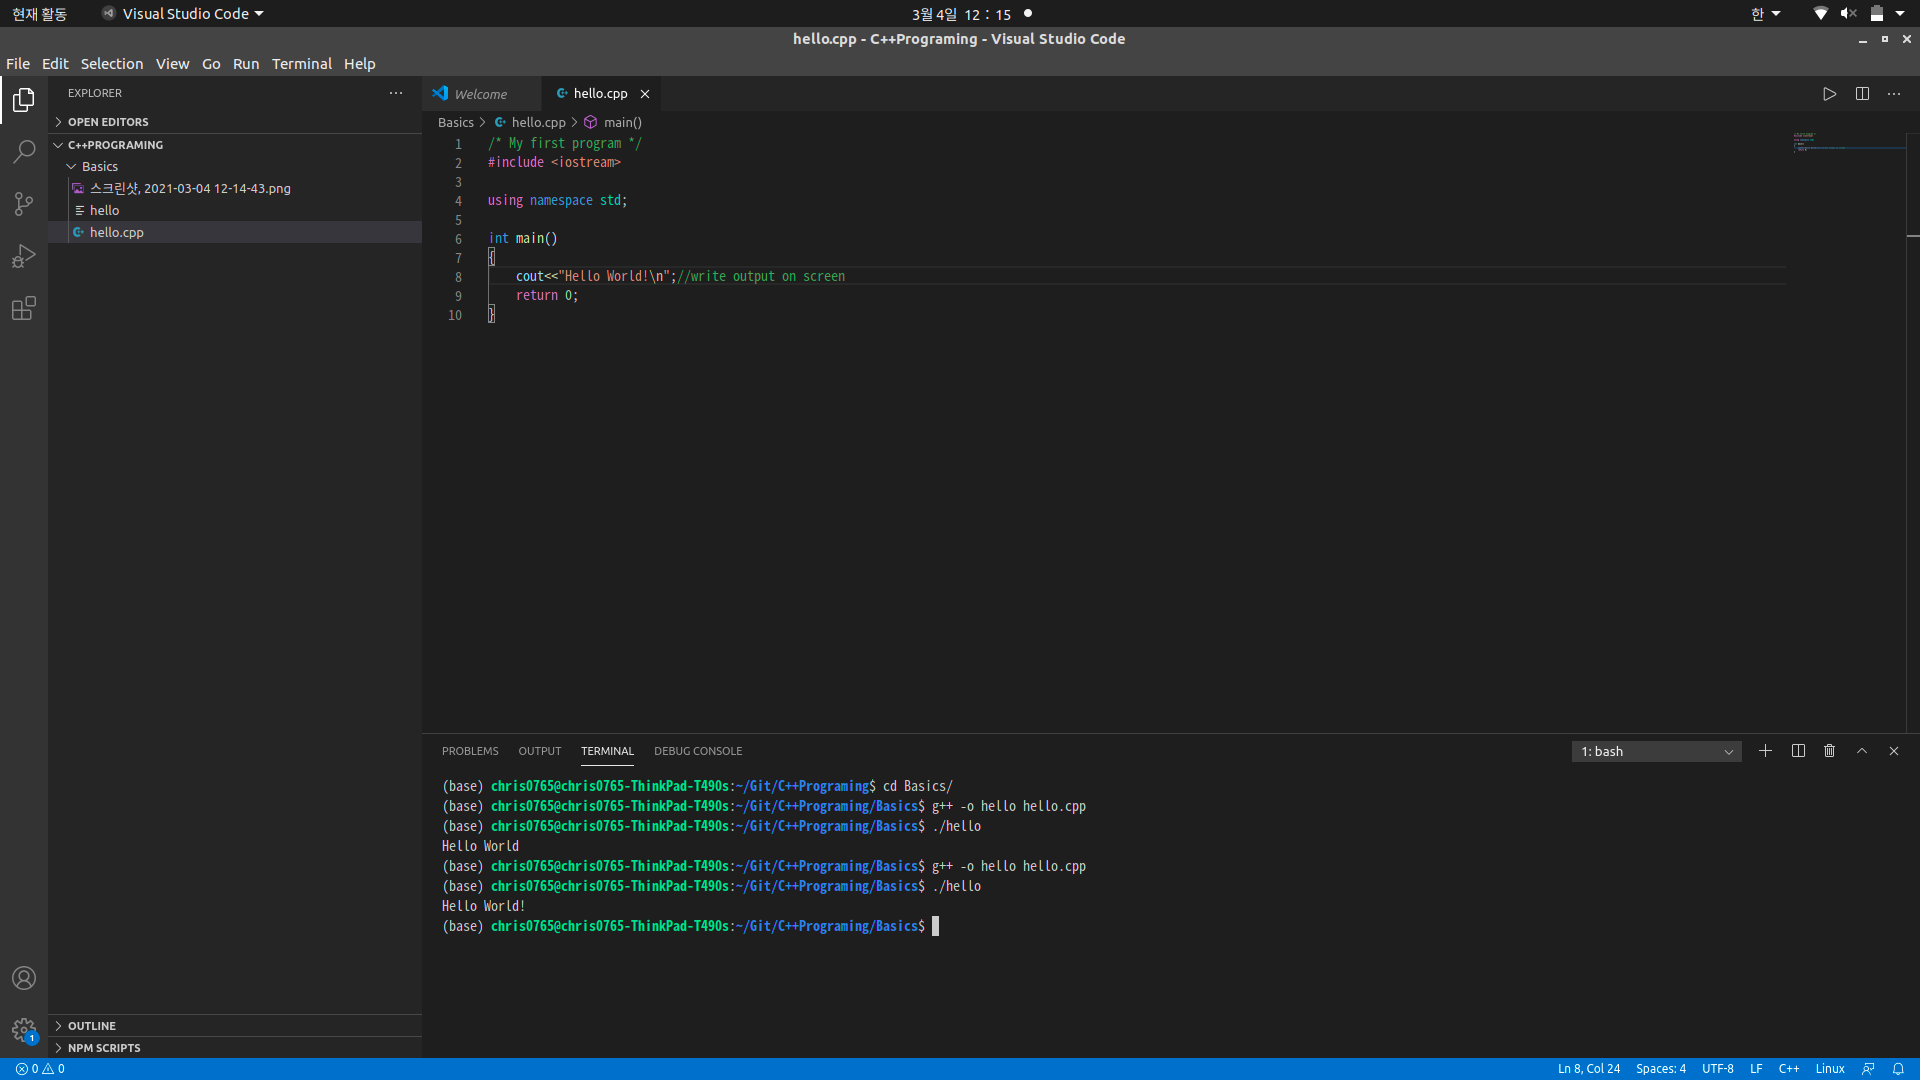 현재 활동 Visual Studio Code 3월 4일 12 : 15 한
hello.cpp - C++Programing - Visual Studio Code
File Edit Selection View Go Run Terminal Help
EXPLORER
OPEN EDITORS
C++PROGRAMING
Basics
스크린샷, 2021-03-04 12-14-43.png
hello
hello.cpp
OUTLINE
NPM SCRIPTS
1
Welcome hello.cpp
Basics hello.cpp main()
1 /* My first program */
2 #include <iostream>
3
4 using namespace std;
5
6 int main()
7 {
8 cout<<"Hello World!\n";//write output on screen
9 return 0;
10 }
PROBLEMS OUTPUT TERMINAL DEBUG CONSOLE 1: bash
(base) chris0765@chris0765-ThinkPad-T490s:~/Git/C++Programing$ cd Basics/
(base) chris0765@chris0765-ThinkPad-T490s:~/Git/C++Programing/Basics$ g++ -o hello hello.cpp
(base) chris0765@chris0765-ThinkPad-T490s:~/Git/C++Programing/Basics$ ./hello
Hello World
(base) chris0765@chris0765-ThinkPad-T490s:~/Git/C++Programing/Basics$ g++ -o hello hello.cpp
(base) chris0765@chris0765-ThinkPad-T490s:~/Git/C++Programing/Basics$ ./hello
Hello World!
(base) chris0765@chris0765-ThinkPad-T490s:~/Git/C++Programing/Basics$
0 0 Ln 8, Col 24 Spaces: 4 UTF-8 LF C++ Linux